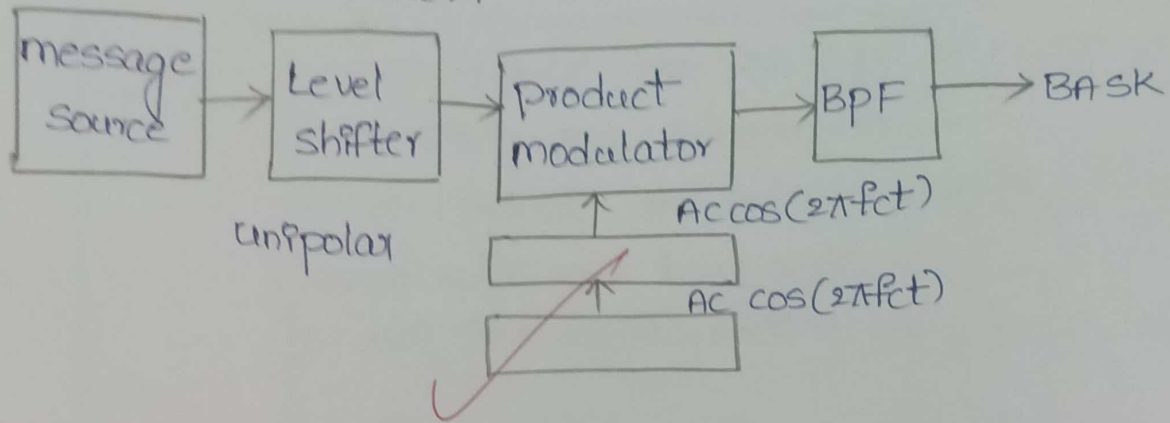 message
source
Level
shifter
product
modulator
BPF
BASK
unipolar
AC cos(2πfct)
AC cos(2πfct)